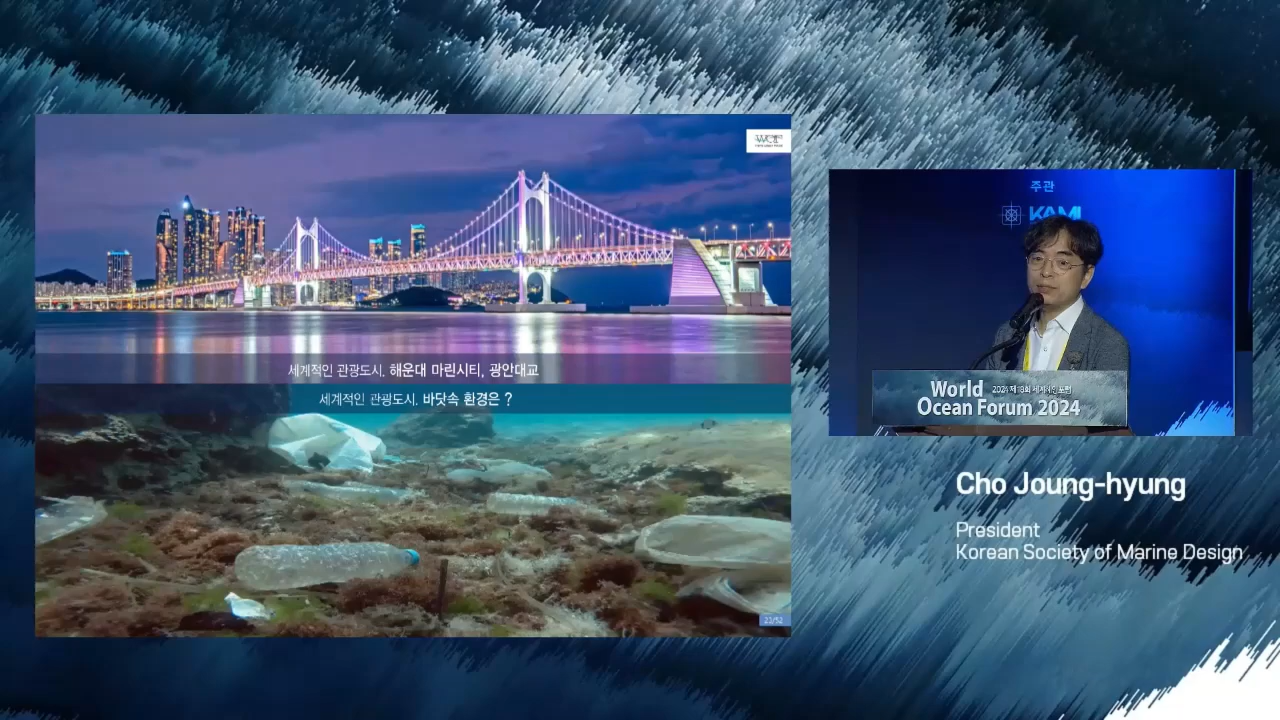 세계적인 관광도시. 해운대 마린시티, 광안대교
세계적인 관광도시. 바닷속 환경은 ?
23/52
주관
KAMI
World
2024 제18회 세계해양포럼
Ocean Forum 2024
Cho Joung-hyung
President
Korean Society of Marine Design